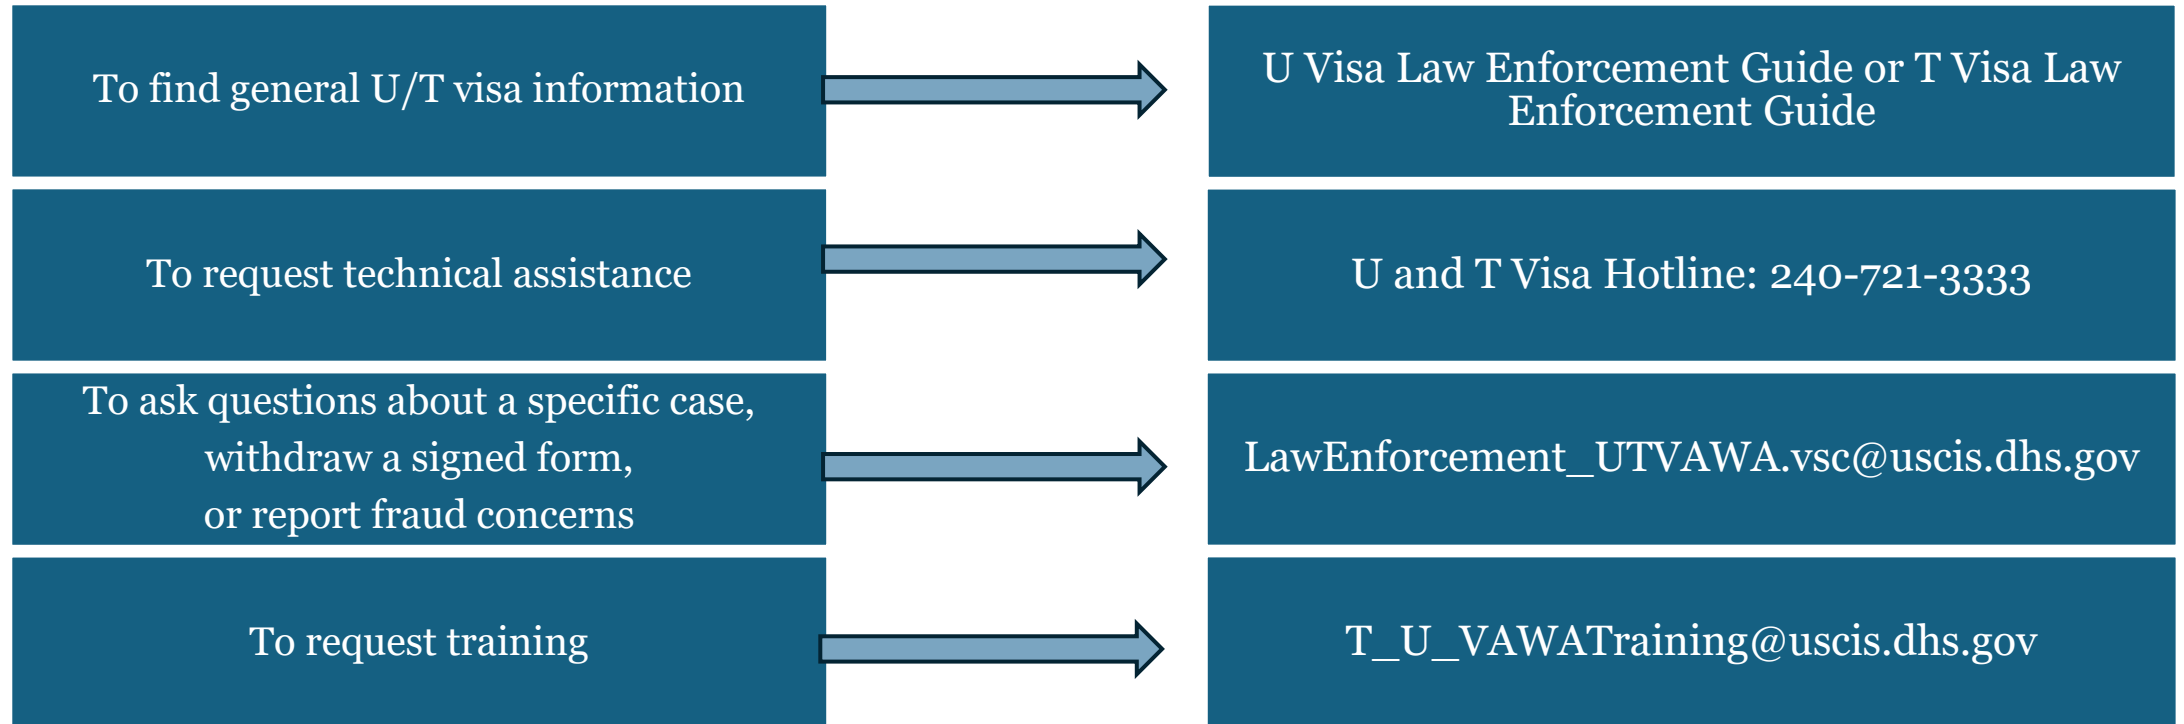 To find general U/T visa information
U Visa Law Enforcement Guide or T Visa Law
Enforcement Guide
To request technical assistance
U and T Visa Hotline: 240-721-3333
To ask questions about a specific case,
withdraw a signed form,
or report fraud concerns
LawEnforcement_UTVAWA.vsc@uscis.dhs.gov
To request training
T_U_VAWATraining@uscis.dhs.gov